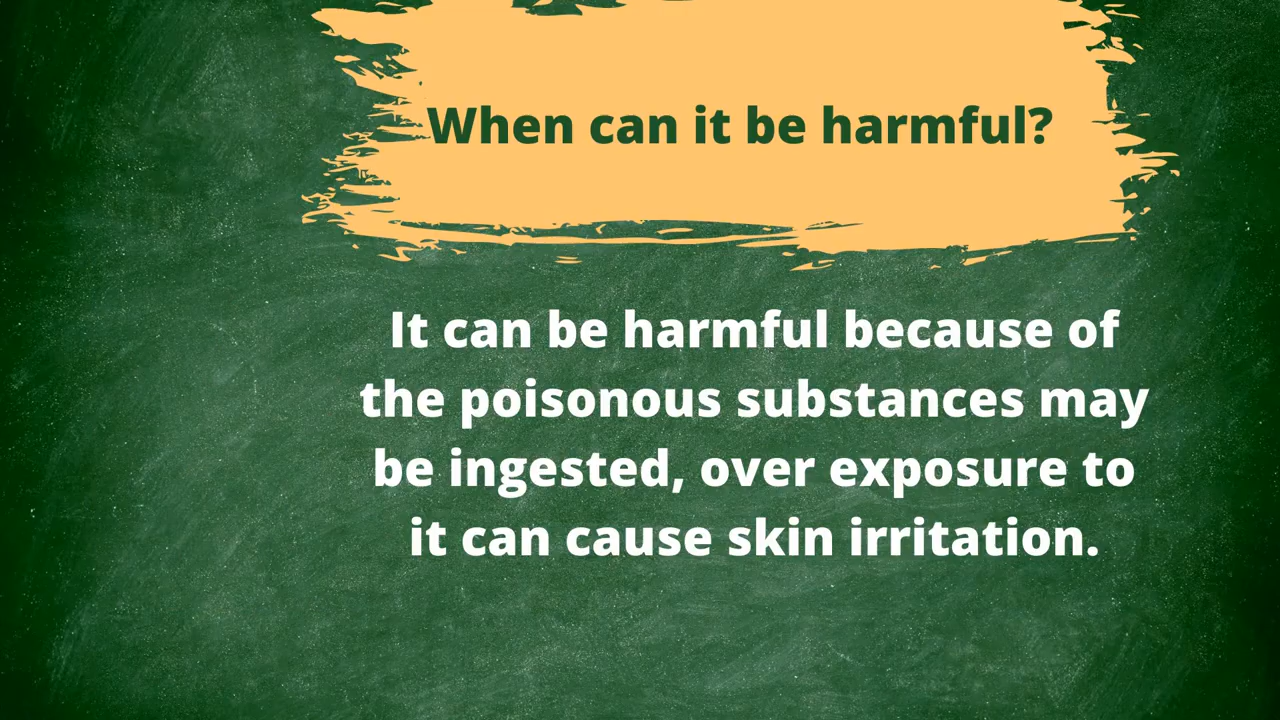 When can it be harmful?
It can be harmful because of
the poisonous substances may
be ingested, over exposure to
it can cause skin irritation.